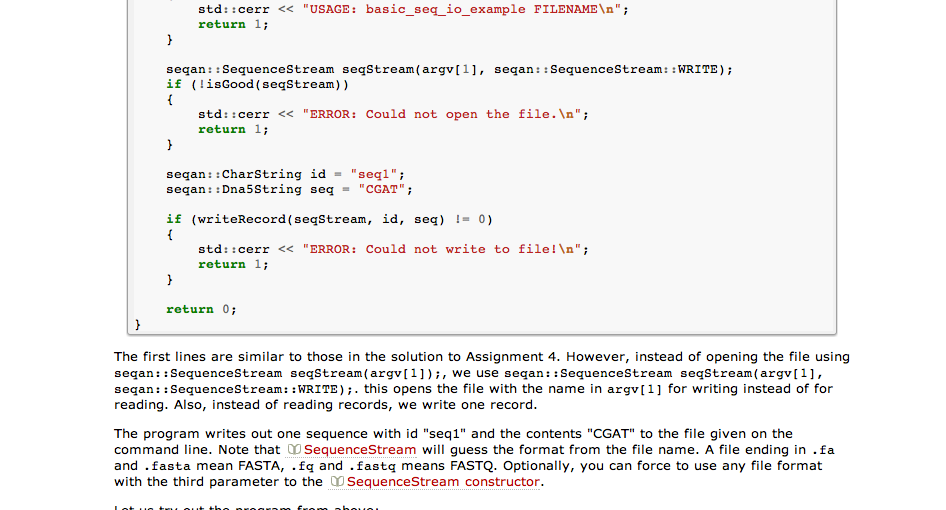 std::cerr << "USAGE: basic_seq_io_example FILENAME\n";
return 1;
}
seqan::SequenceStream seqStream(argv[1], seqan::SequenceStream::WRITE);
if (!isGood(seqStream))
{
std::cerr << "ERROR: Could not open the file.\n";
return 1;
}
seqan::CharString id = "seq1";
seqan::Dna5String seq = "CGAT";
if (writeRecord(seqStream, id, seq) != 0)
{
std::cerr << "ERROR: Could not write to file!\n";
return 1;
}
return 0;
}
The first lines are similar to those in the solution to Assignment 4. However, instead of opening the file using
seqan::SequenceStream seqStream(argv[1]);, we use seqan::SequenceStream seqStream(argv[1],
seqan::SequenceStream::WRITE);. this opens the file with the name in argv[1] for writing instead of for
reading. Also, instead of reading records, we write one record.
The program writes out one sequence with id "seq1" and the contents "CGAT" to the file given on the
command line. Note that SequenceStream will guess the format from the file name. A file ending in .fa
and .fasta mean FASTA, .fq and .fastq means FASTQ. Optionally, you can force to use any file format
with the third parameter to the SequenceStream constructor.
Let us try out the program from above: